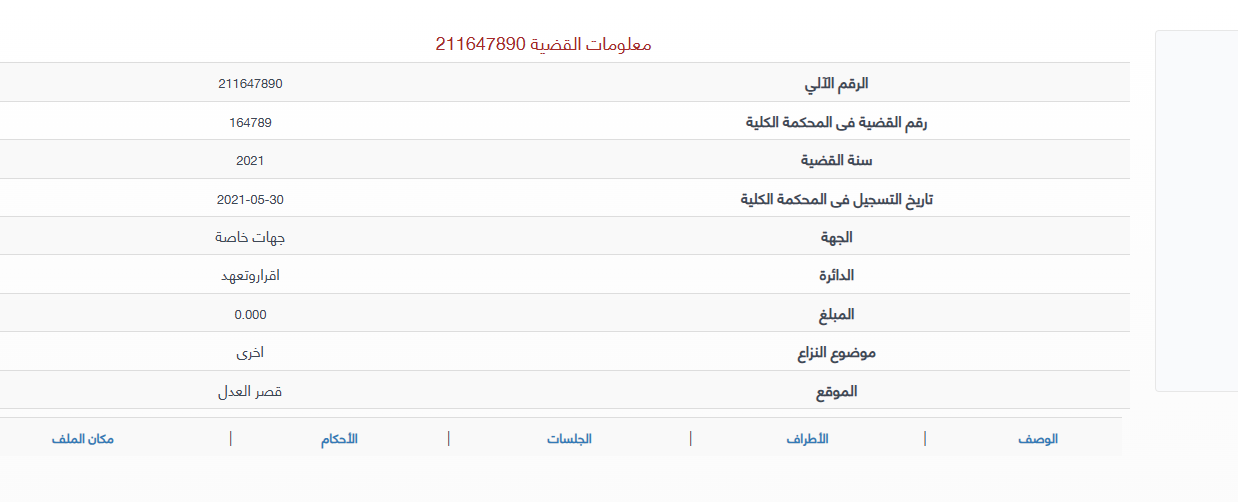 معلومات القضية 211647890
الرقم الآلي 211647890
رقم القضية فى المحكمة الكلية 164789
سنة القضية 2021
تاريخ التسجيل فى المحكمة الكلية 2021-05-30
الجهة جهات خاصة
الدائرة اقراروتعهد
المبلغ 0.000
موضوع النزاع اخرى
الموقع قصر العدل
الوصف | الأطراف | الجلسات | الأحكام | مكان الملف